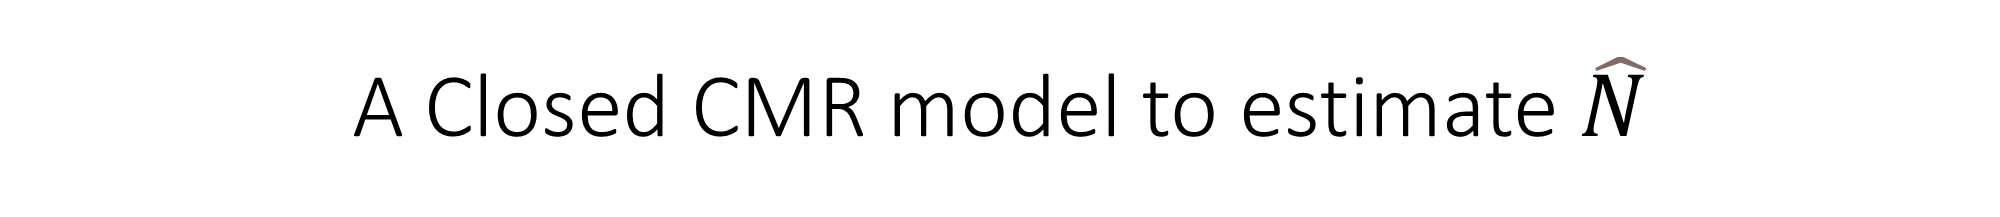 A Closed CMR model to estimate N̂